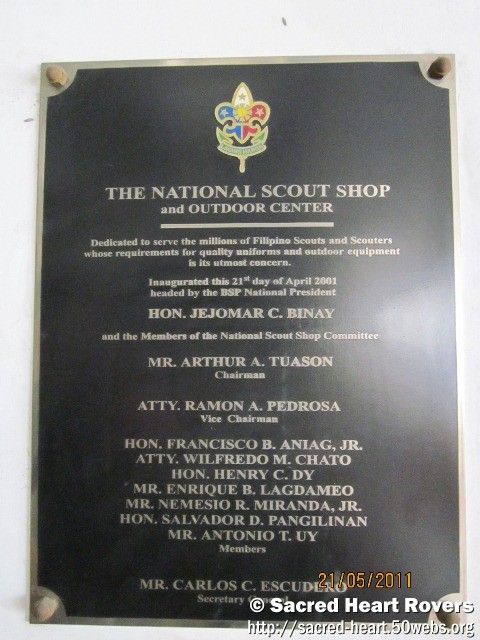 THE NATIONAL SCOUT SHOP
and OUTDOOR CENTER
Dedicated to serve the millions of Filipino Scouts and Scouters
whose requirements for quality uniforms and outdoor equipment
is its utmost concern.
Inaugurated this 21st day of April 2001
headed by the BSP National President
HON. JEJOMAR C. BINAY
and the Members of the National Scout Shop Committee
MR. ARTHUR A. TUASON
Chairman
ATTY. RAMON A. PEDROSA
Vice Chairman
HON. FRANCISCO B. ANIAG, JR.
ATTY. WILFREDO M. CHATO
HON. HENRY C. DY
MR. ENRIQUE B. LAGDAMEO
MR. NEMESIO R. MIRANDA, JR.
HON. SALVADOR D. PANGILINAN
MR. ANTONIO T. UY
Members
MR. CARLOS C. ESCUDERO
21/05/2011
Secretary General
© Sacred Heart Rovers
http://sacred-heart.50webs.org